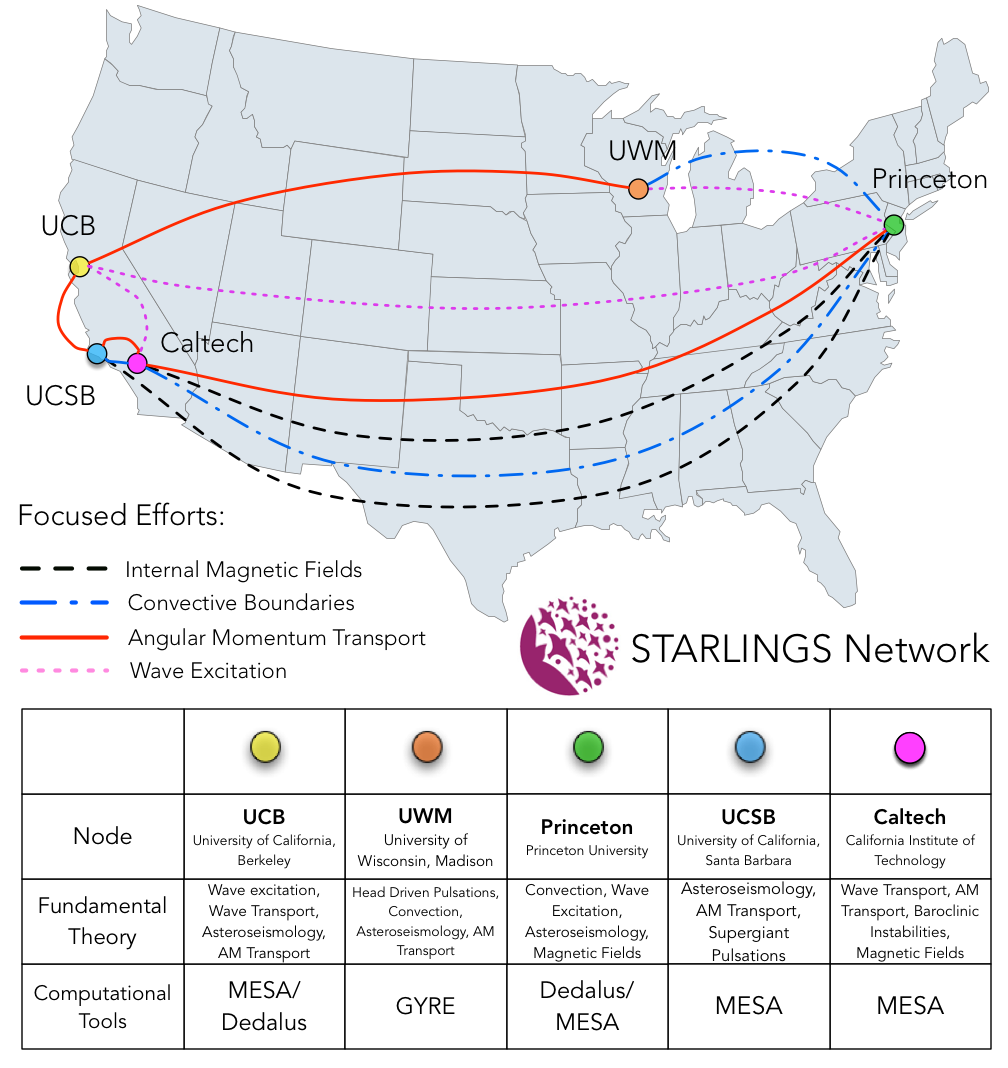 UWM
Princeton
UCB
Caltech
UCSB
Focused Efforts:
Internal Magnetic Fields
Convective Boundaries
Angular Momentum Transport
Wave Excitation
STARLINGS Network
Node
UCB
University of California,
Berkeley
UWM
University of
Wisconsin, Madison
Princeton
Princeton University
UCSB
University of California,
Santa Barbara
Caltech
California Institute of
Technology
Fundamental
Theory
Wave excitation,
Wave Transport,
Asteroseismology,
AM Transport
Head Driven Pulsations,
Convection,
Asteroseismology, AM
Transport
Convection, Wave
Excitation,
Asteroseismology,
Magnetic Fields
Asteroseismology,
AM Transport,
Supergiant
Pulsations
Wave Transport, AM
Transport, Baroclinic
Instabilities,
Magnetic Fields
Computational
Tools
MESA/
Dedalus
GYRE
Dedalus/
MESA
MESA
MESA